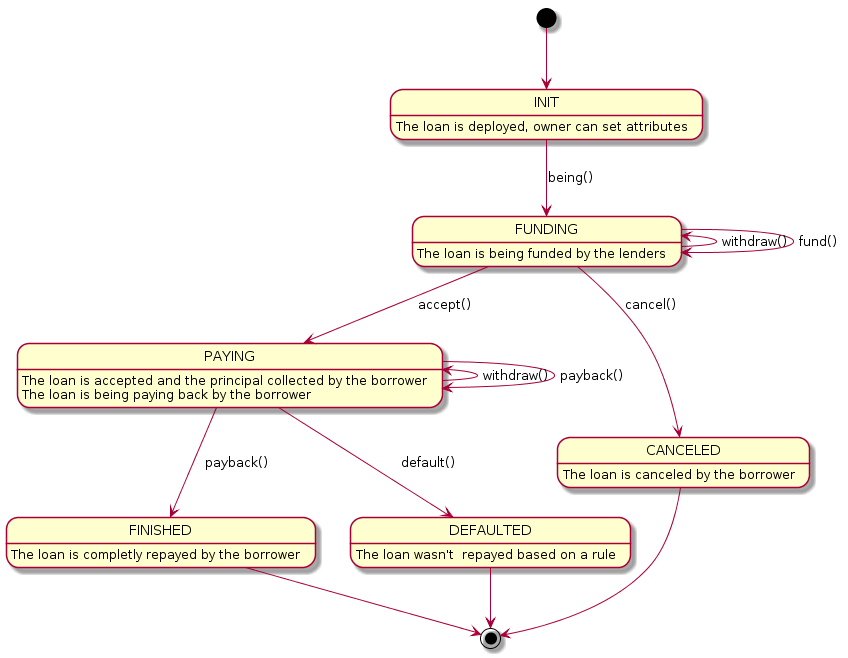 INIT
The loan is deployed, owner can set attributes
being()
FUNDING
The loan is being funded by the lenders
withdraw()
fund()
accept()
cancel()
PAYING
The loan is accepted and the principal collected by the borrower
The loan is being paying back by the borrower
withdraw()
payback()
payback()
default()
CANCELED
The loan is canceled by the borrower
FINISHED
The loan is completly repayed by the borrower
DEFAULTED
The loan wasn't  repayed based on a rule